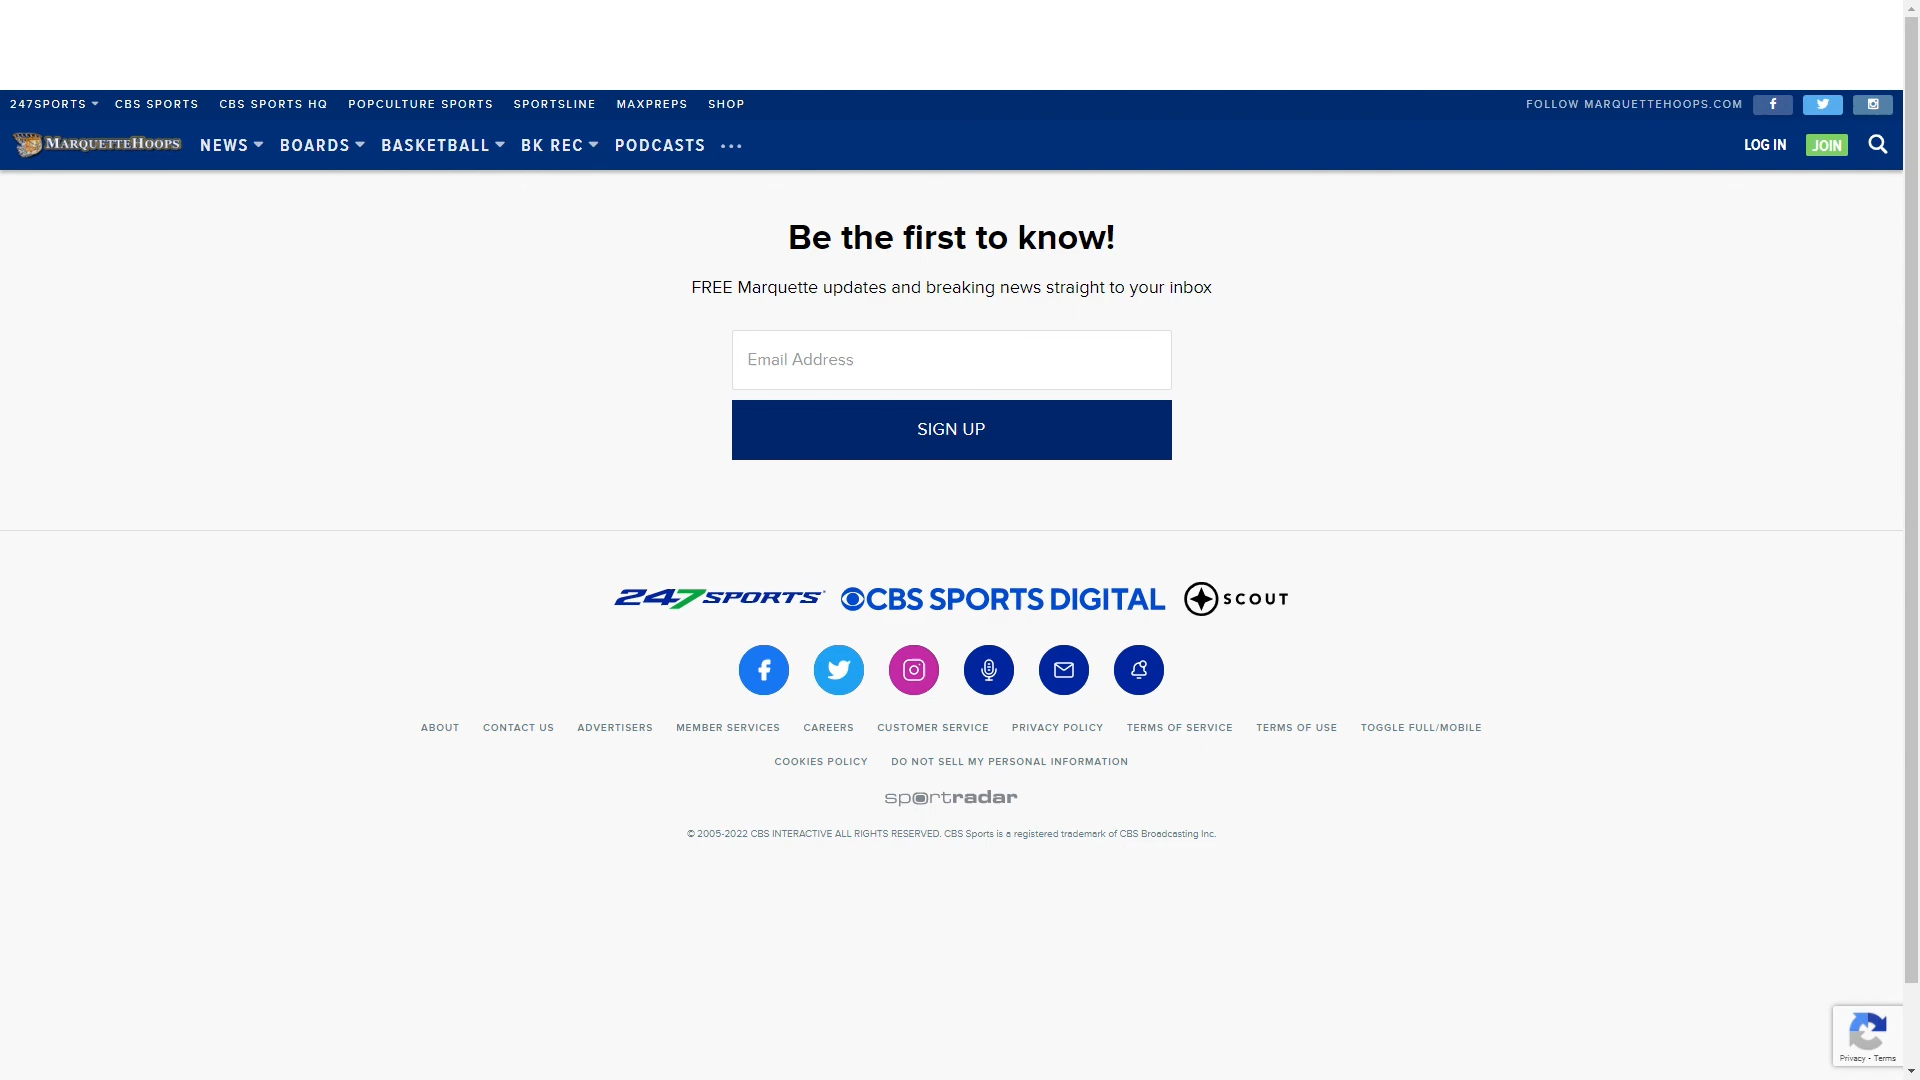 247SPORTS CBS SPORTS CBS SPORTS HQ POPCULTURE SPORTS SPORTSLINE MAXPREPS SHOP FOLLOW MARQUETTEHOOPS.COM
MARQUETTEHOOPS NEWS BOARDS BASKETBALL BK REC PODCASTS ... LOG IN JOIN
Be the first to know!
FREE Marquette updates and breaking news straight to your inbox
Email Address
SIGN UP
247SPORTS CBS SPORTS DIGITAL SCOUT
ABOUT CONTACT US ADVERTISERS MEMBER SERVICES CAREERS CUSTOMER SERVICE PRIVACY POLICY TERMS OF SERVICE TERMS OF USE TOGGLE FULL/MOBILE
COOKIES POLICY DO NOT SELL MY PERSONAL INFORMATION
sportradar
© 2005-2022 CBS INTERACTIVE ALL RIGHTS RESERVED. CBS Sports is a registered trademark of CBS Broadcasting Inc.
Privacy - Terms